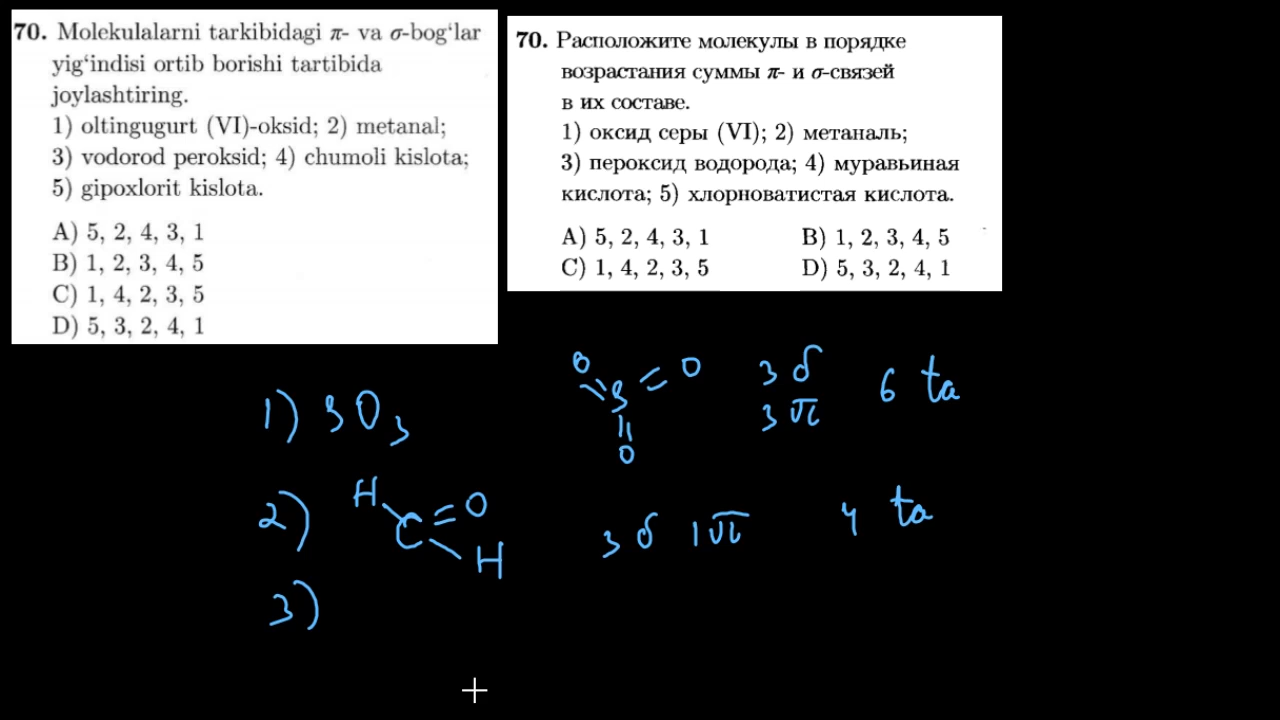 70. Molekulalarni tarkibidagi π- va σ-bog‘lar
yig‘indisi ortib borishi tartibida
joylashtiring.
1) oltingugurt (VI)-oksid; 2) metanal;
3) vodorod peroksid; 4) chumoli kislota;
5) gipoxlorit kislota.
A) 5, 2, 4, 3, 1
B) 1, 2, 3, 4, 5
C) 1, 4, 2, 3, 5
D) 5, 3, 2, 4, 1
70. Расположите молекулы в порядке
возрастания суммы π- и σ-связей
в их составе.
1) оксид серы (VI); 2) метаналь;
3) пероксид водорода; 4) муравьиная
кислота; 5) хлорноватистая кислота.
A) 5, 2, 4, 3, 1 B) 1, 2, 3, 4, 5
C) 1, 4, 2, 3, 5 D) 5, 3, 2, 4, 1
O
S = O
||
O
3 σ
3 π
6 ta
1) SO₃
2) H
C = O
H
3 σ 1 π 4 ta
3)